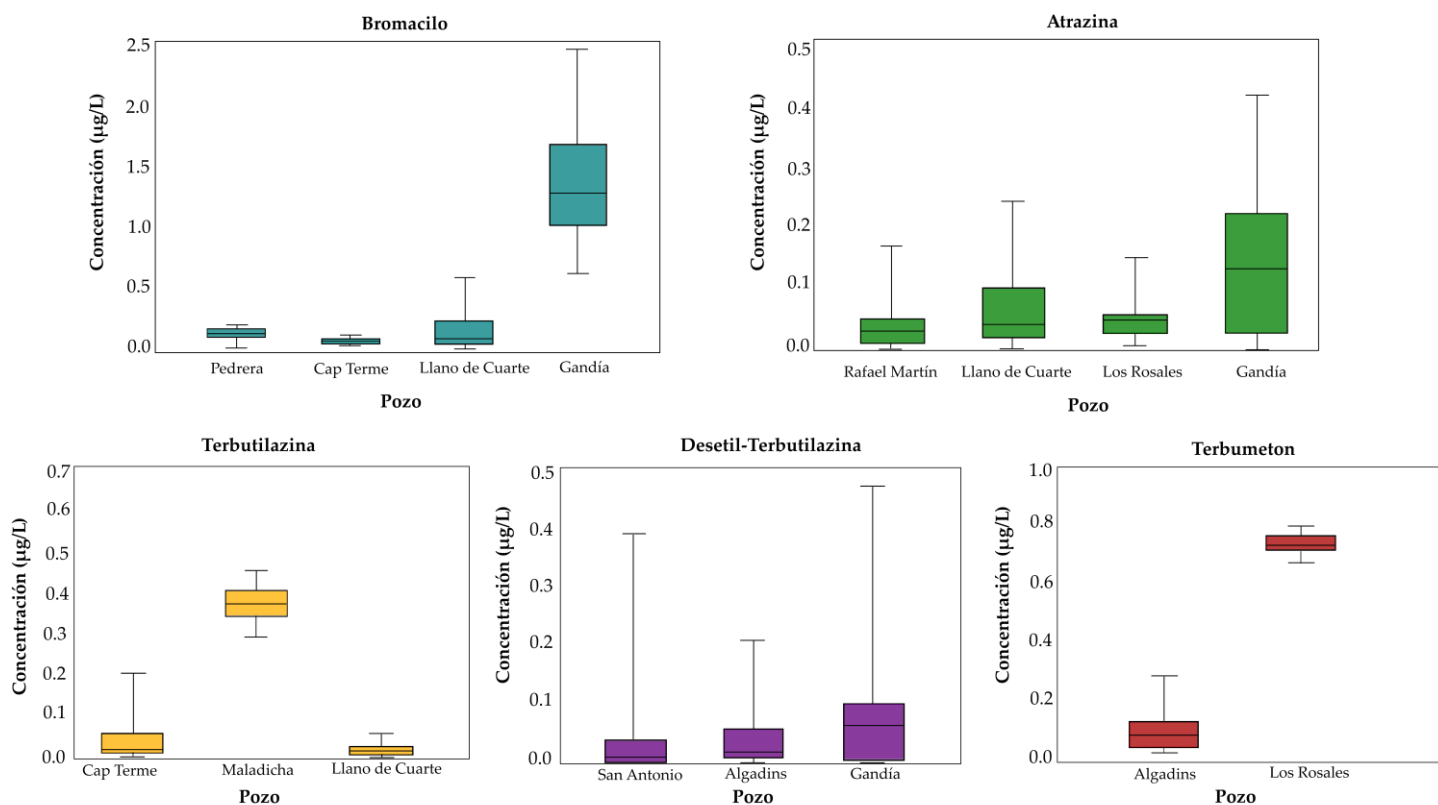 Bromacilo
Concentración (µg/L)
2.5
2.0
1.5
1.0
0.5
0.0
Pedrera Cap Terme Llano de Cuarte Gandía
Pozo
Atrazina
Concentración (µg/L)
0.5
0.4
0.3
0.2
0.1
0.0
Rafael Martín Llano de Cuarte Los Rosales Gandía
Pozo
Terbutilazina
Concentración (µg/L)
0.7
0.6
0.5
0.4
0.3
0.2
0.1
0.0
Cap Terme Maladicha Llano de Cuarte
Pozo
Desetil-Terbutilazina
Concentración (µg/L)
0.5
0.4
0.3
0.2
0.1
0.0
San Antonio Algadins Gandía
Pozo
Terbumeton
Concentración (µg/L)
1.0
0.8
0.6
0.4
0.2
0.0
Algadins Los Rosales
Pozo